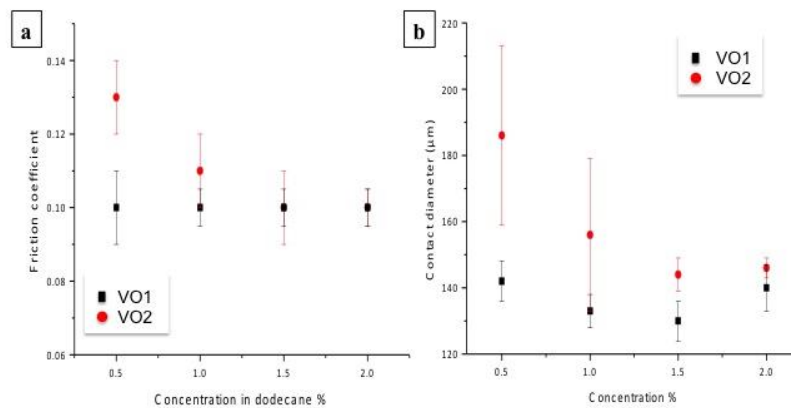 a
0.14
0.12
0.10
0.08
0.06
Friction coefficient
VO1
VO2
0.5 1.0 1.5 2.0
Concentration in dodecane %
b
220
200
180
160
140
120
Contact diameter (µm)
VO1
VO2
0.5 1.0 1.5 2.0
Concentration %